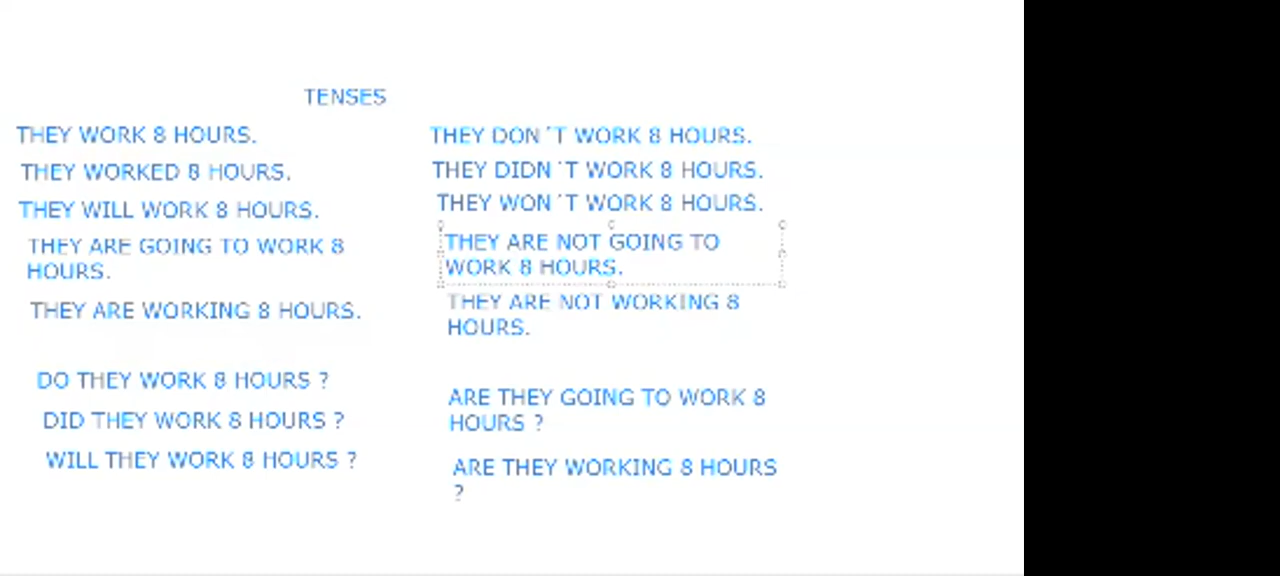 TENSES
THEY WORK 8 HOURS.
THEY WORKED 8 HOURS.
THEY WILL WORK 8 HOURS.
THEY ARE GOING TO WORK 8
HOURS.
THEY ARE WORKING 8 HOURS.
THEY DON´T WORK 8 HOURS.
THEY DIDN´T WORK 8 HOURS.
THEY WON´T WORK 8 HOURS.
THEY ARE NOT GOING TO
WORK 8 HOURS.
THEY ARE NOT WORKING 8
HOURS.
DO THEY WORK 8 HOURS ?
DID THEY WORK 8 HOURS ?
WILL THEY WORK 8 HOURS ?
ARE THEY GOING TO WORK 8
HOURS ?
ARE THEY WORKING 8 HOURS
?